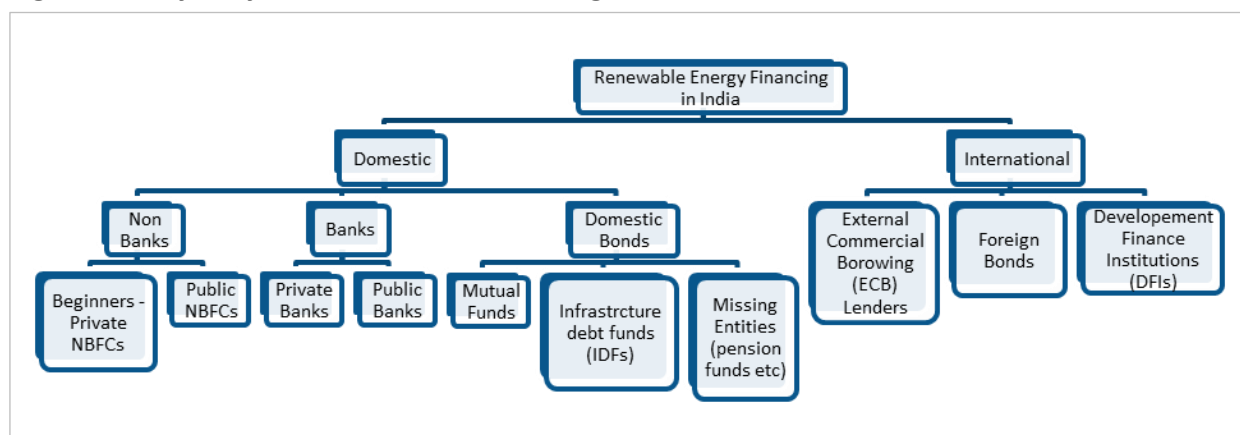 Renewable Energy Financing
in India
Domestic
International
Non
Banks
Banks
Domestic
Bonds
External
Commercial
Borrowing
(ECB)
Lenders
Foreign
Bonds
Developement
Finance
Institutions
(DFIs)
Beginners -
Private
NBFCs
Public
NBFCs
Private
Banks
Public
Banks
Mutual
Funds
Infrastrcture
debt funds
(IDFs)
Missing
Entities
(pension
funds etc)